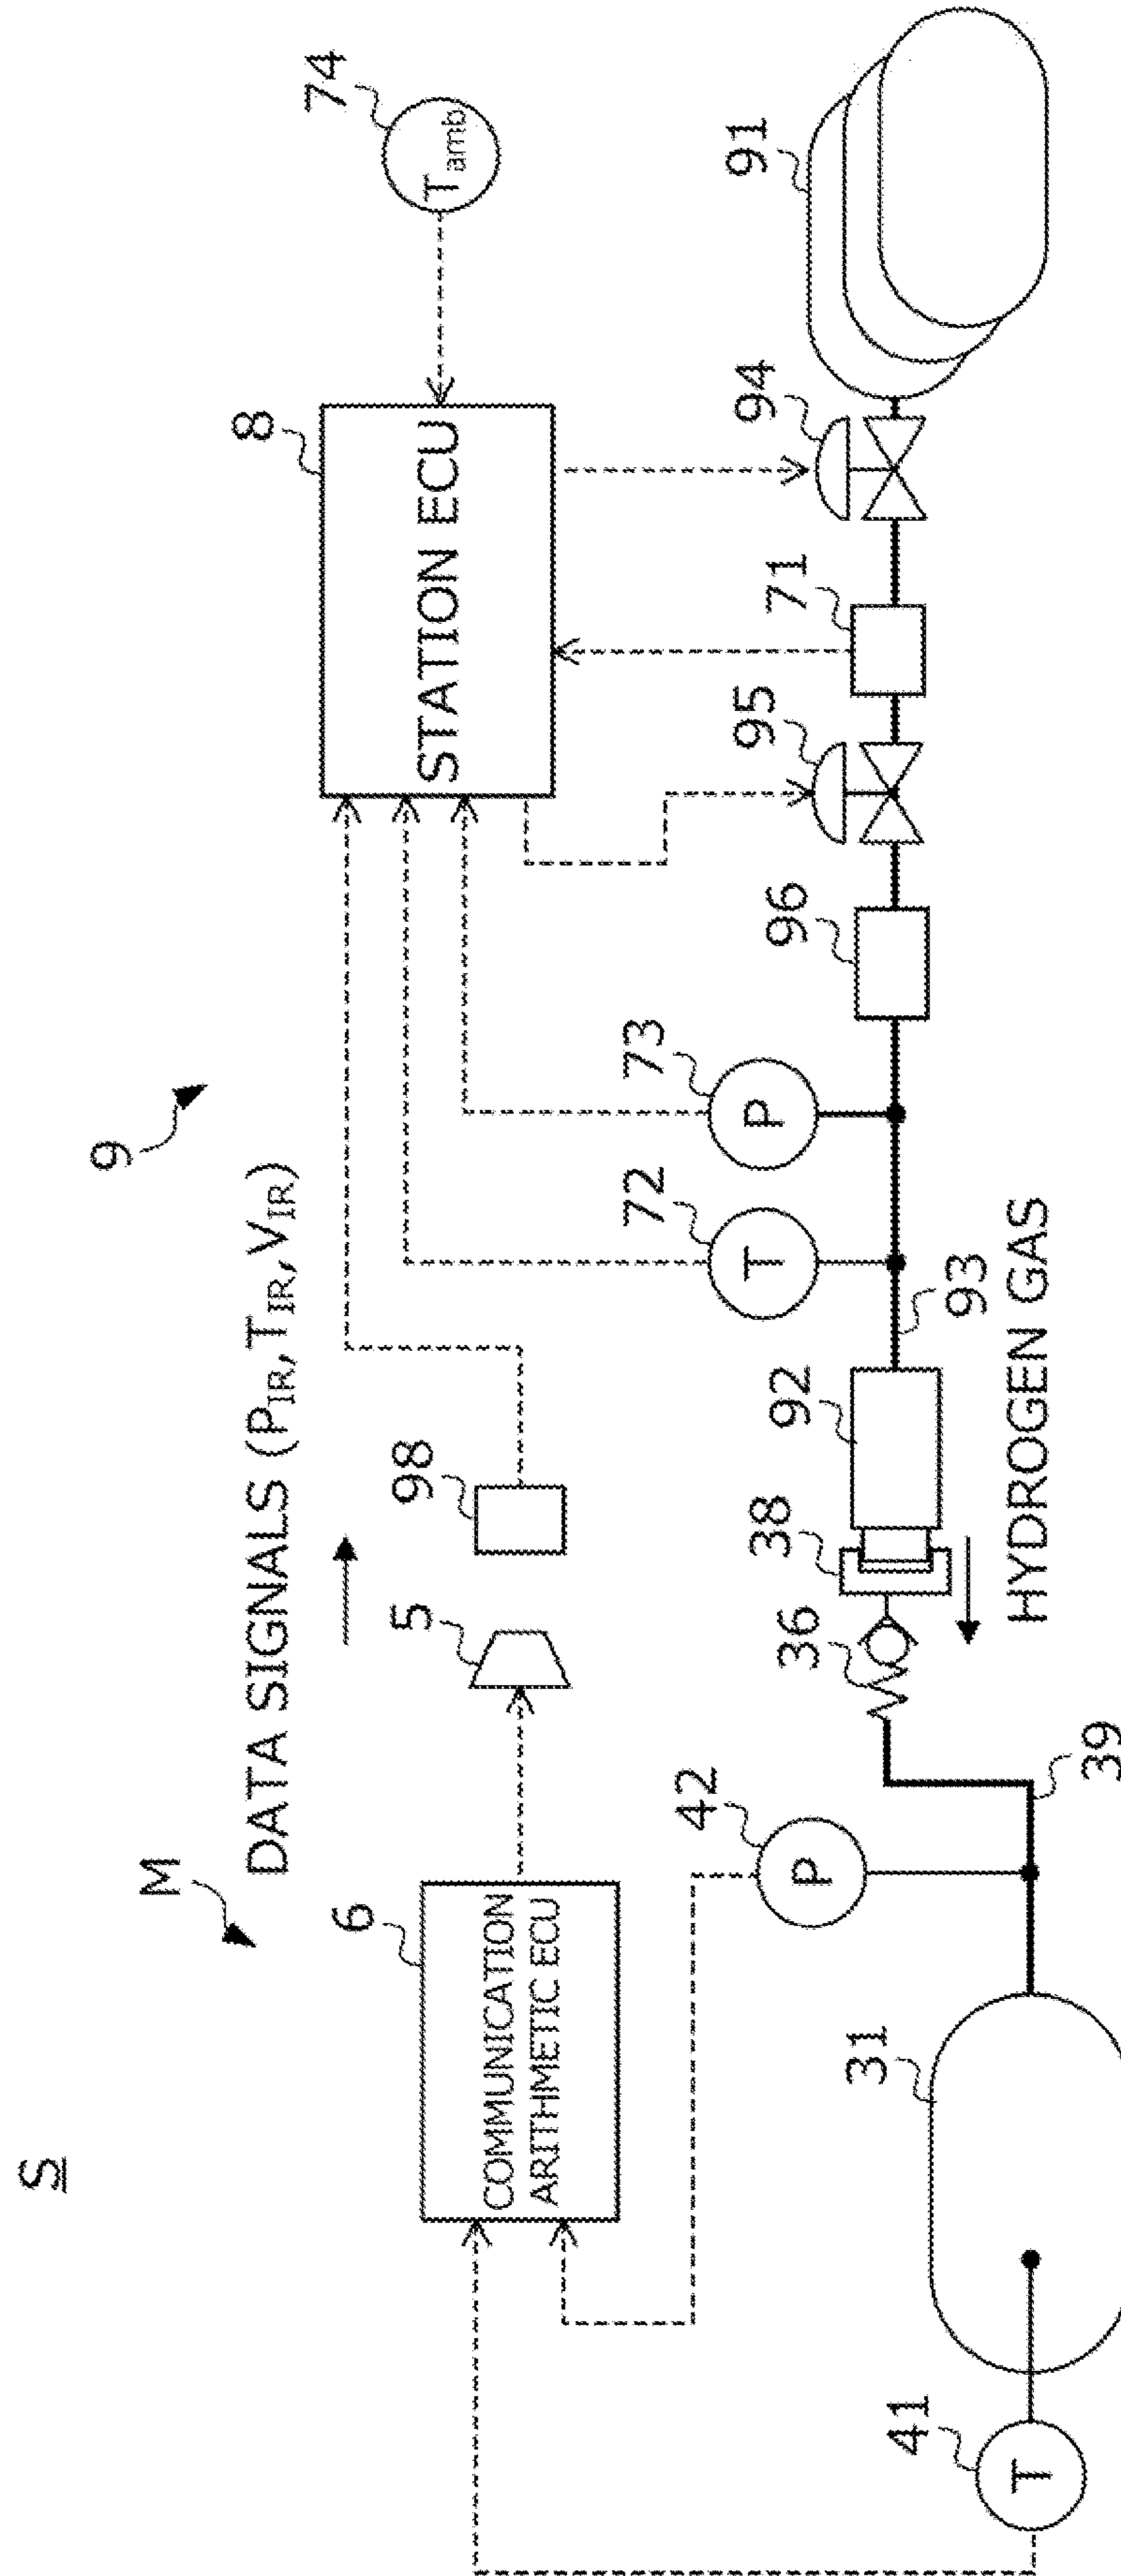 S
9
M
DATA SIGNALS (PIR, TIR, VIR)
74
Tamb
8
STATION ECU
6
COMMUNICATION
ARITHMETIC ECU
5
98
41
T
31
42
P
39
36
38
92
HYDROGEN GAS
93
72
T
73
P
96
95
71
94
91